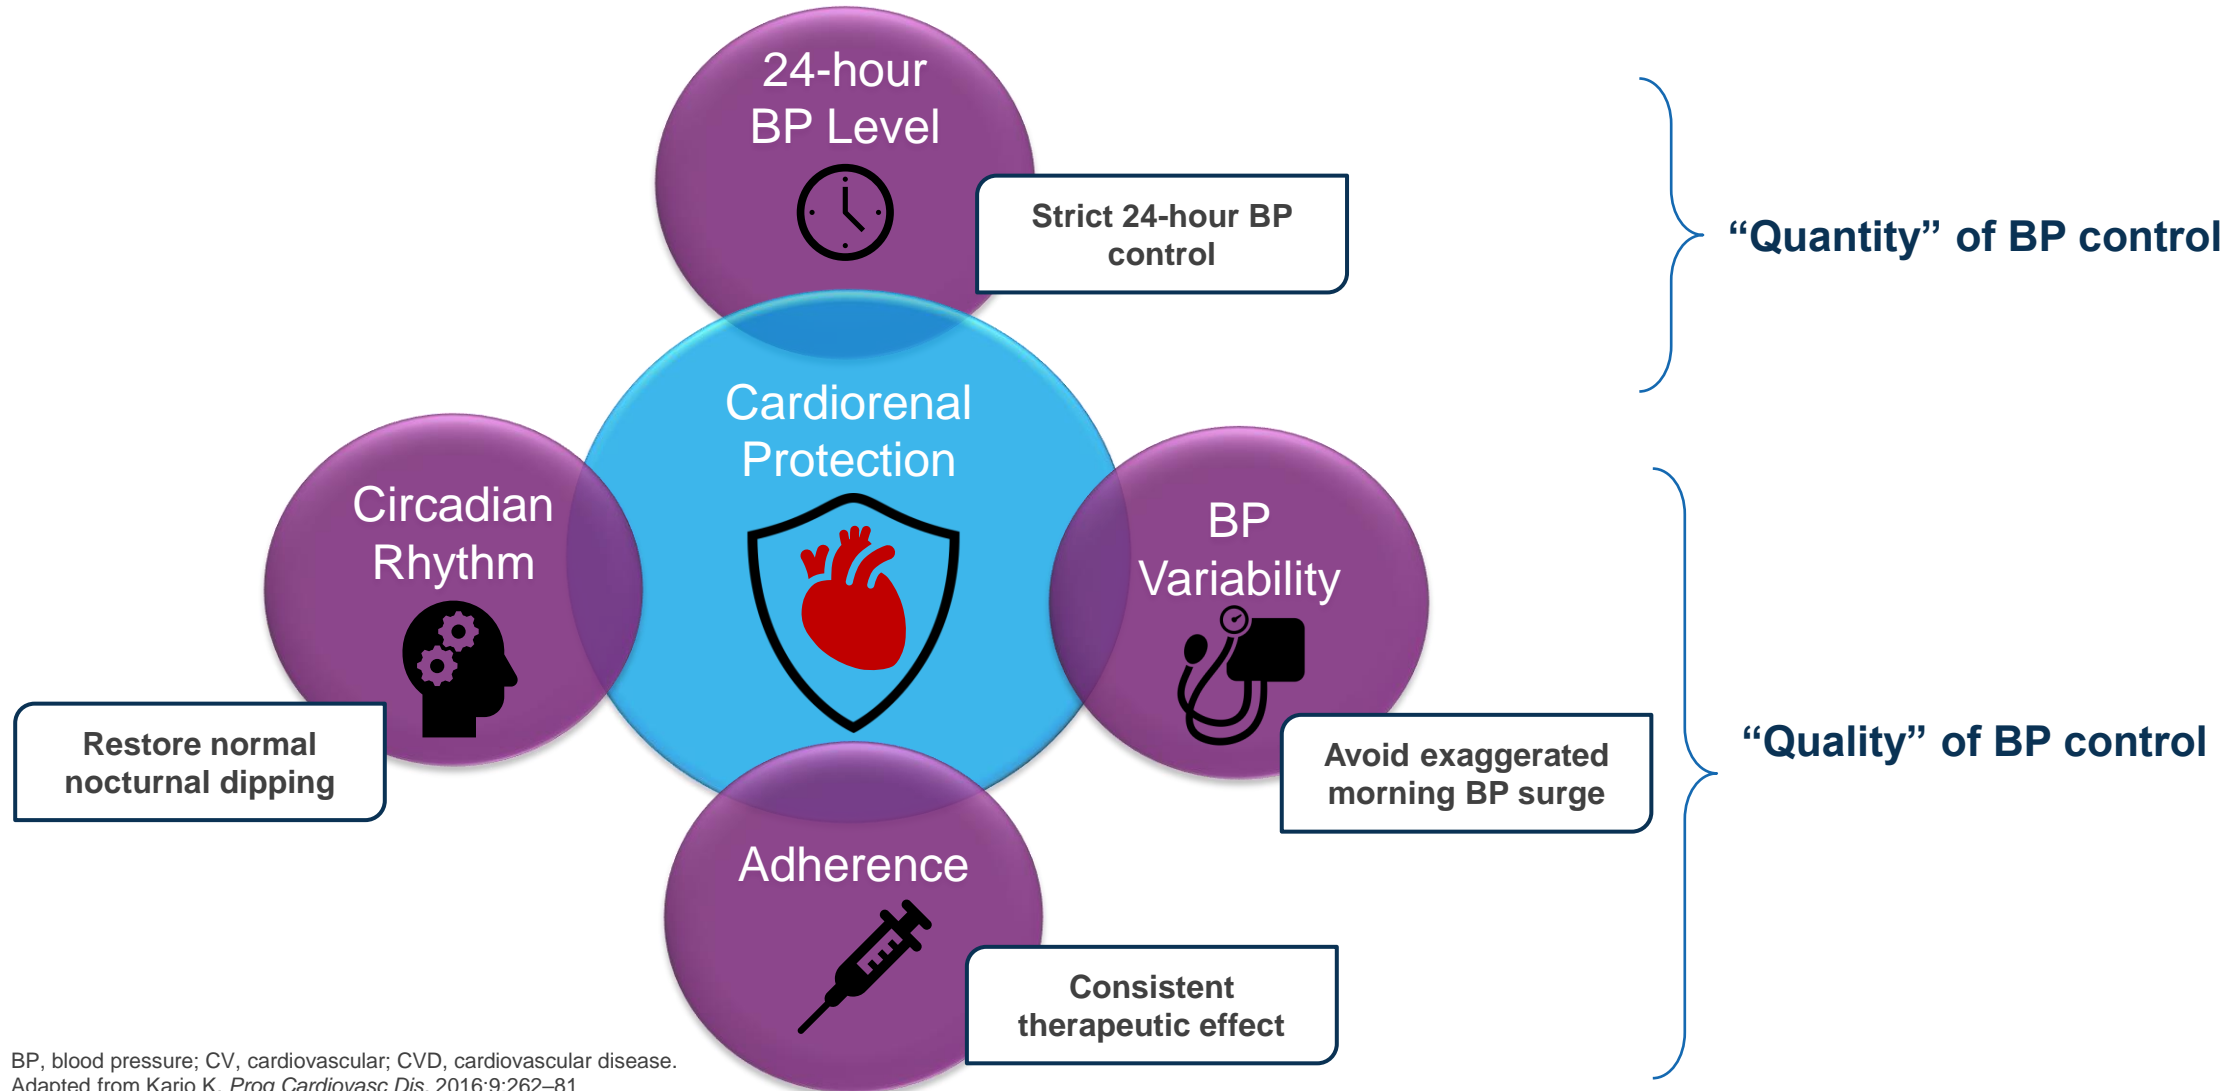 24-hour
BP Level
Strict 24-hour BP
control
“Quantity” of BP control
Cardiorenal
Protection
Circadian
Rhythm
BP
Variability
Restore normal
nocturnal dipping
Avoid exaggerated
morning BP surge
“Quality” of BP control
Adherence
Consistent
therapeutic effect
BP, blood pressure; CV, cardiovascular; CVD, cardiovascular disease.
Adapted from Kario K. Prog Cardiovasc Dis. 2016;9:262–81